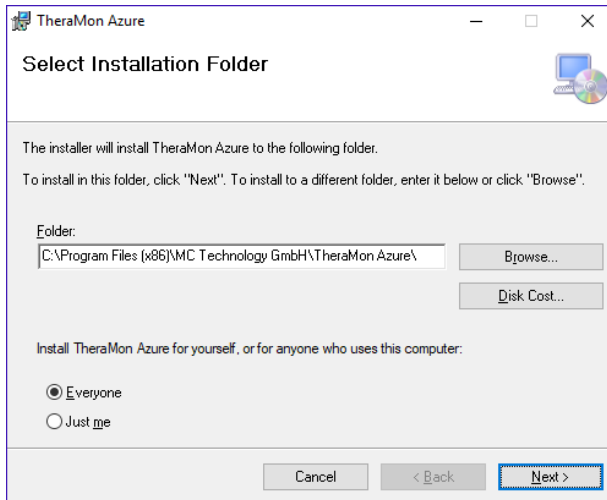 TheraMon Azure
Select Installation Folder
The installer will install TheraMon Azure to the following folder.
To install in this folder, click "Next". To install to a different folder, enter it below or click "Browse".
Folder:
C:\Program Files (x86)\MC Technology GmbH\TheraMon Azure\
Browse...
Disk Cost...
Install TheraMon Azure for yourself, or for anyone who uses this computer:
Everyone
Just me
Cancel
< Back
Next >